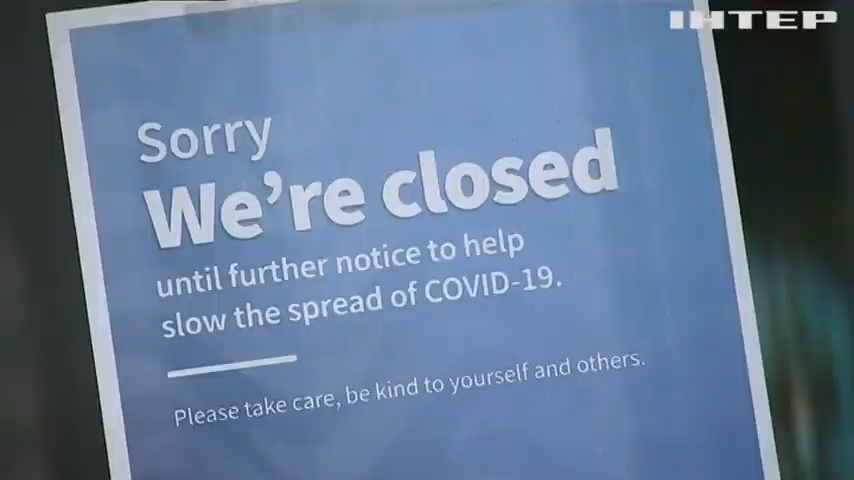 ІНТЕР
Sorry
We're closed
until further notice to help
slow the spread of COVID-19.
Please take care, be kind to yourself and others.